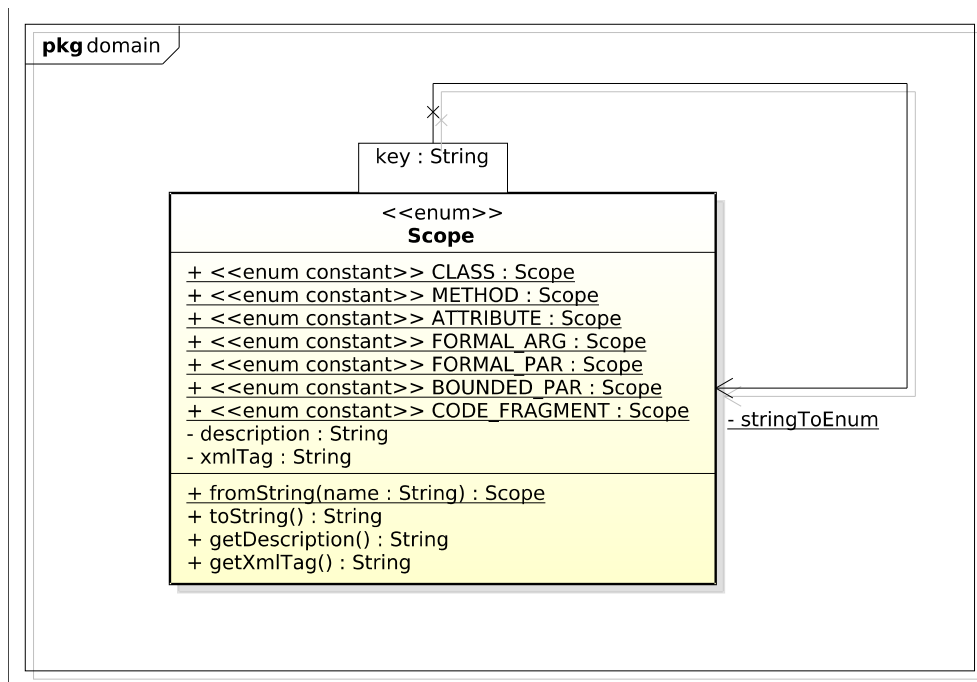 pkg domain
key : String
<<enum>>
Scope
+ <<enum constant>> CLASS : Scope
+ <<enum constant>> METHOD : Scope
+ <<enum constant>> ATTRIBUTE : Scope
+ <<enum constant>> FORMAL_ARG : Scope
+ <<enum constant>> FORMAL_PAR : Scope
+ <<enum constant>> BOUNDED_PAR : Scope
+ <<enum constant>> CODE_FRAGMENT : Scope
- stringToEnum
- description : String
- xmlTag : String
+ fromString(name : String) : Scope
+ toString() : String
+ getDescription() : String
+ getXmlTag() : String